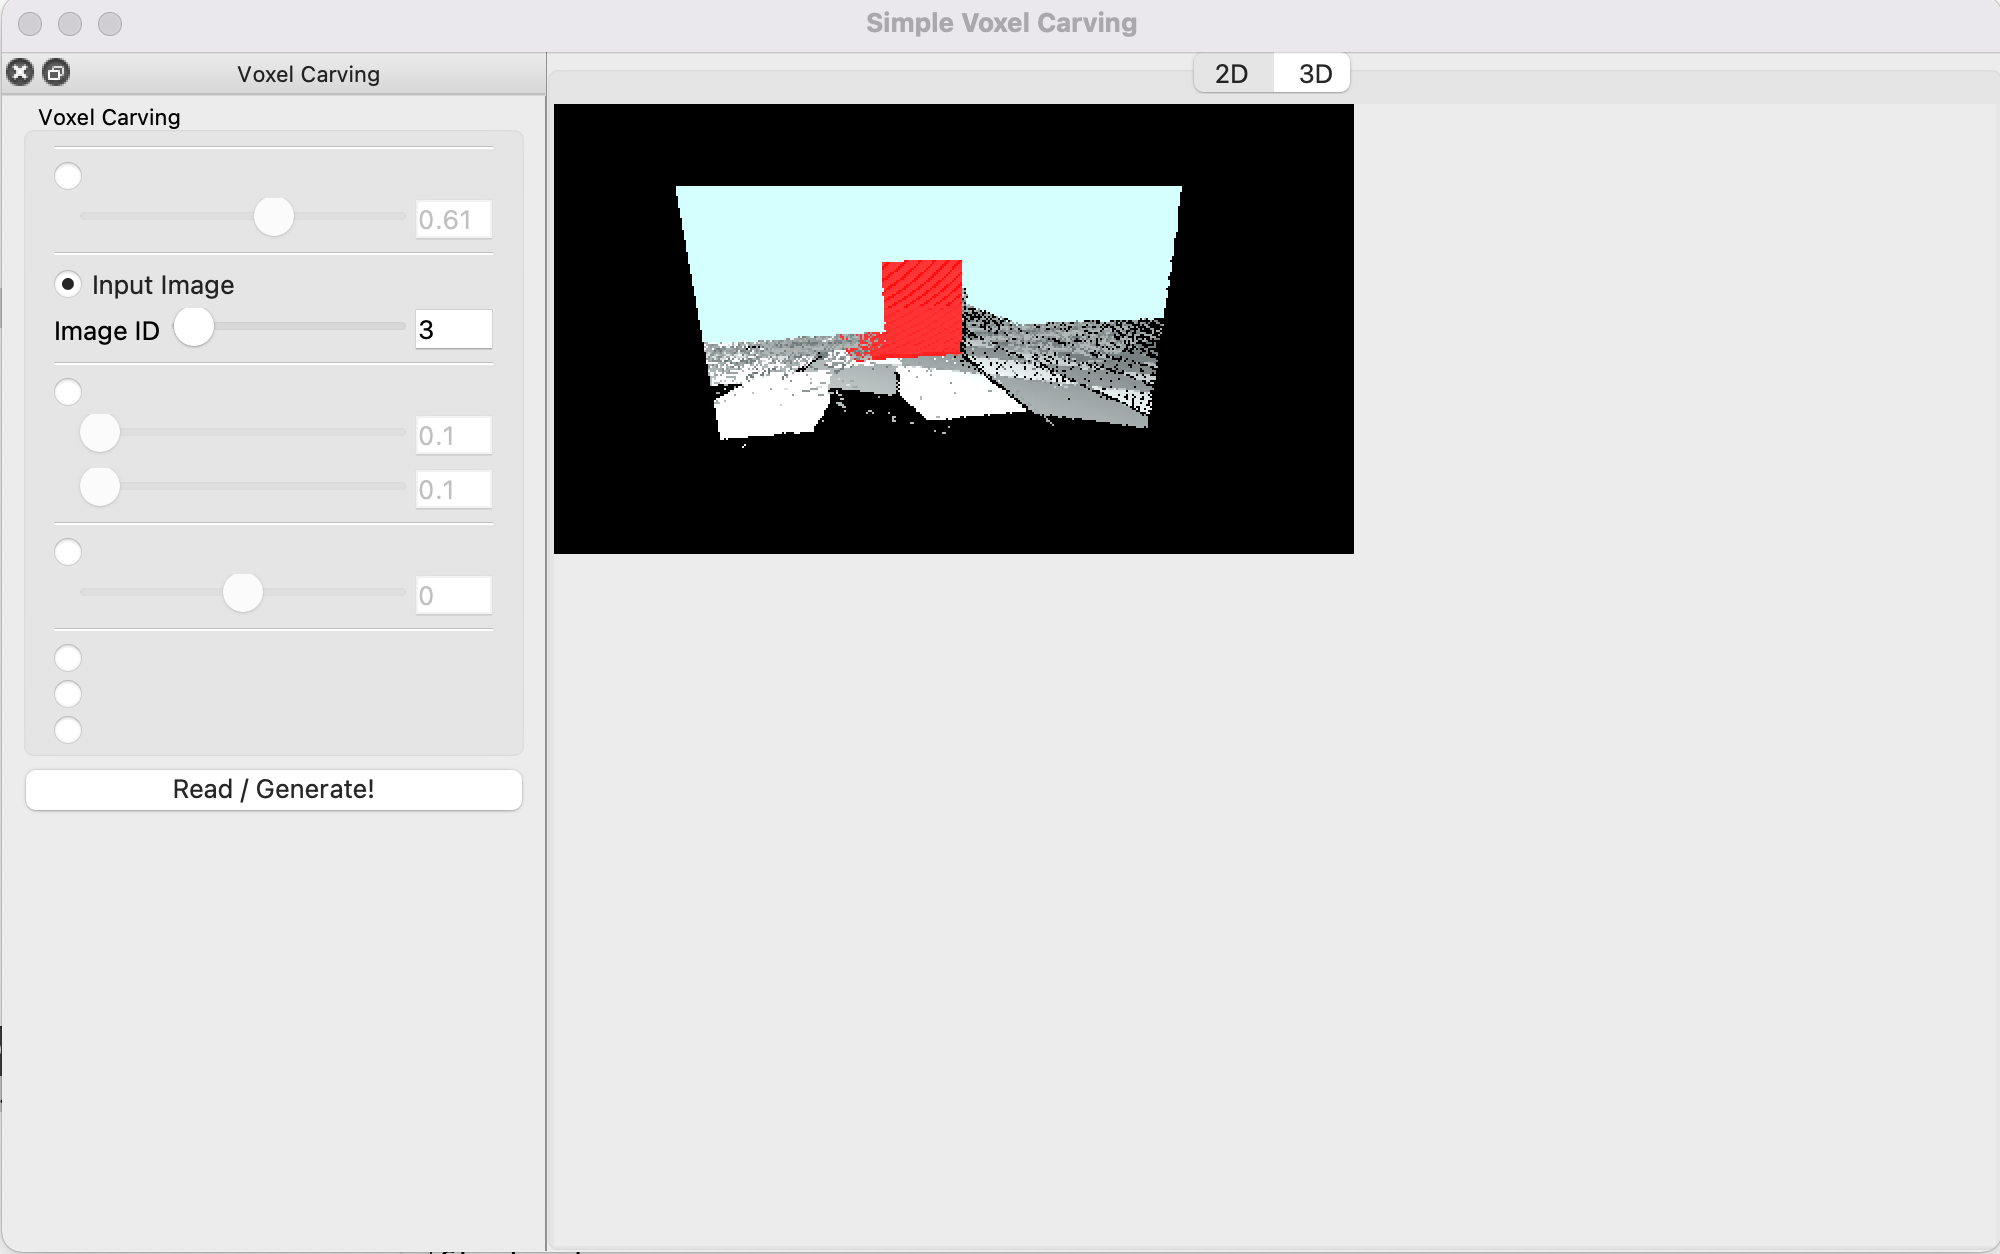 Simple Voxel Carving
Voxel Carving
2D 3D
Voxel Carving
0.61
Input Image
Image ID 3
0.1
0.1
0
Read / Generate!